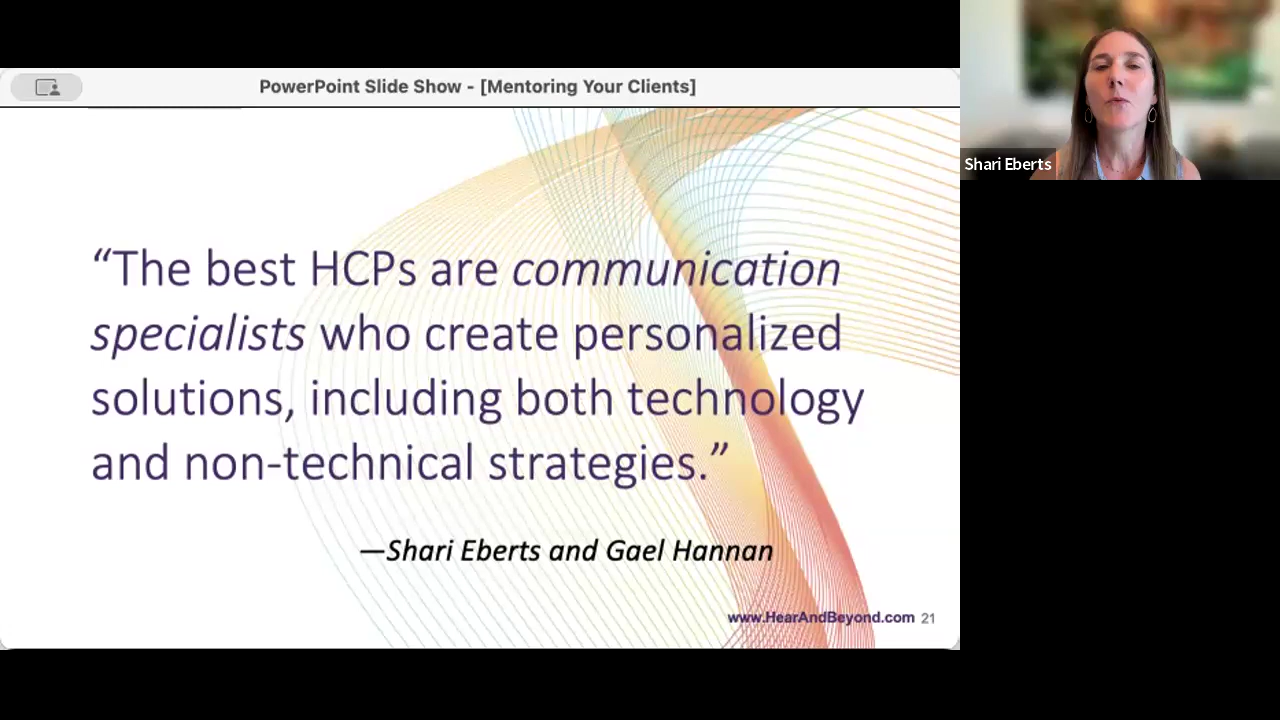 PowerPoint Slide Show - [Mentoring Your Clients]
“The best HCPs are communication
specialists who create personalized
solutions, including both technology
and non-technical strategies.”
—Shari Eberts and Gael Hannan
www.HearAndBeyond.com 21
Shari Eberts